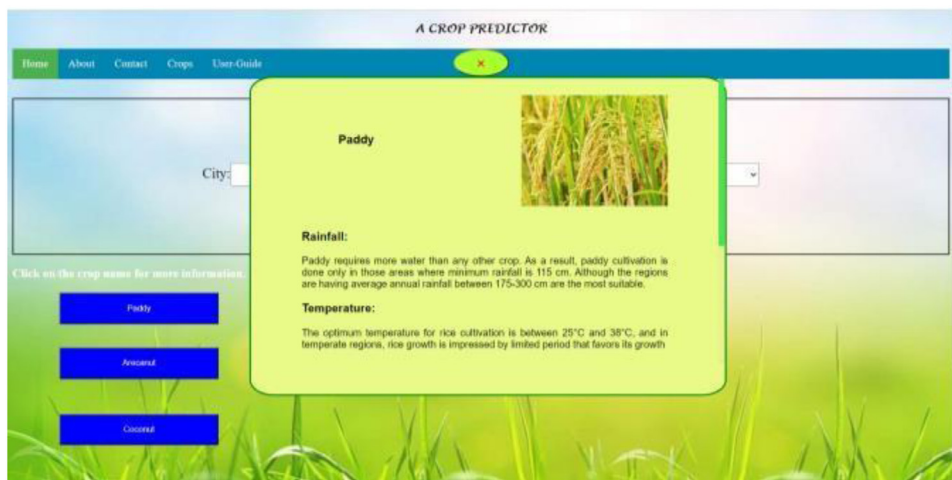 A CROP PREDICTOR
Home About Contact Crops User-Guide
×
Paddy
City:
Rainfall:
Paddy requires more water than any other crop. As a result, paddy cultivation is
done only in those areas where minimum rainfall is 115 cm. Although the regions
are having average annual rainfall between 175-300 cm are the most suitable.
Click on the crop name for more information.
Temperature:
The optimum temperature for rice cultivation is between 25°C and 38°C, and in
temperate regions, rice growth is impressed by limited period that favors its growth
Paddy
Arecanut
Coconut